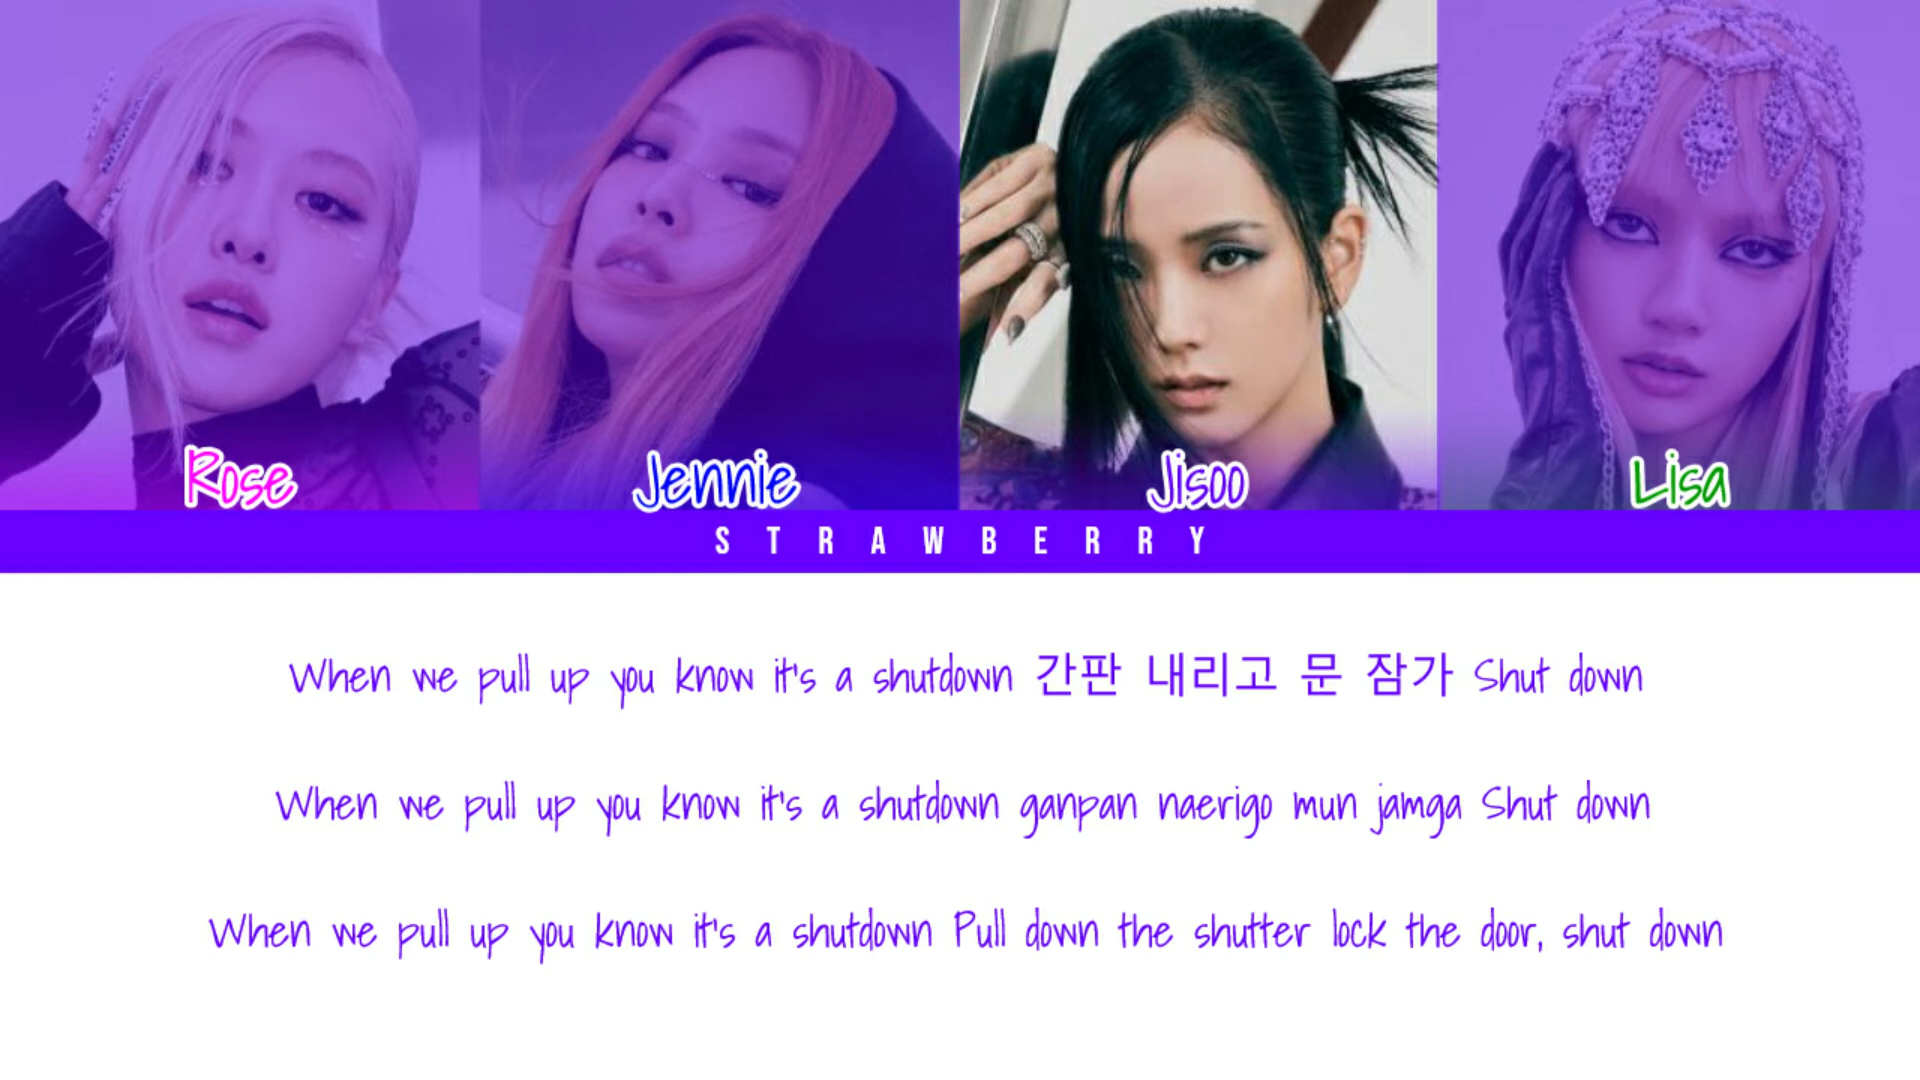 Rose
Jennie
Jisoo
Lisa
STRAWBERRY
When we pull up you know it's a shutdown 간판 내리고 문 잠가 Shut down
When we pull up you know it's a shutdown ganpan naerigo mun jamga Shut down
When we pull up you know it's a shutdown Pull down the shutter lock the door, shut down